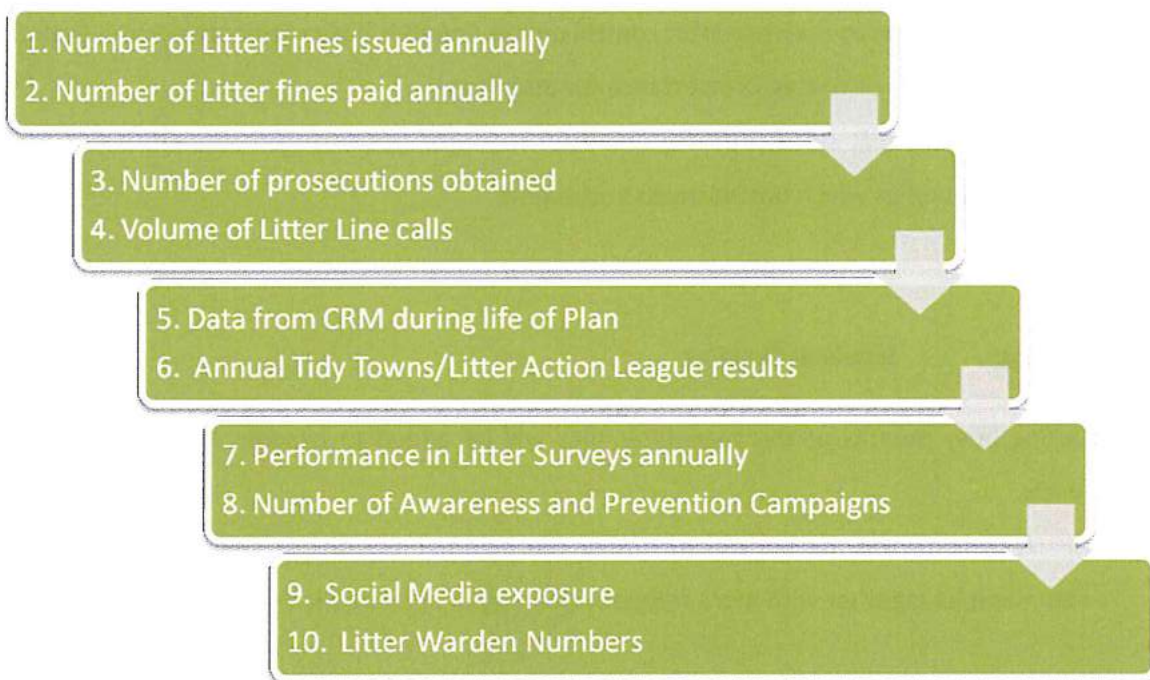 1. Number of Litter Fines issued annually
2. Number of Litter fines paid annually
3. Number of prosecutions obtained
4. Volume of Litter Line calls
5. Data from CRM during life of Plan
6. Annual Tidy Towns/Litter Action League results
7. Performance in Litter Surveys annually
8. Number of Awareness and Prevention Campaigns
9. Social Media exposure
10. Litter Warden Numbers